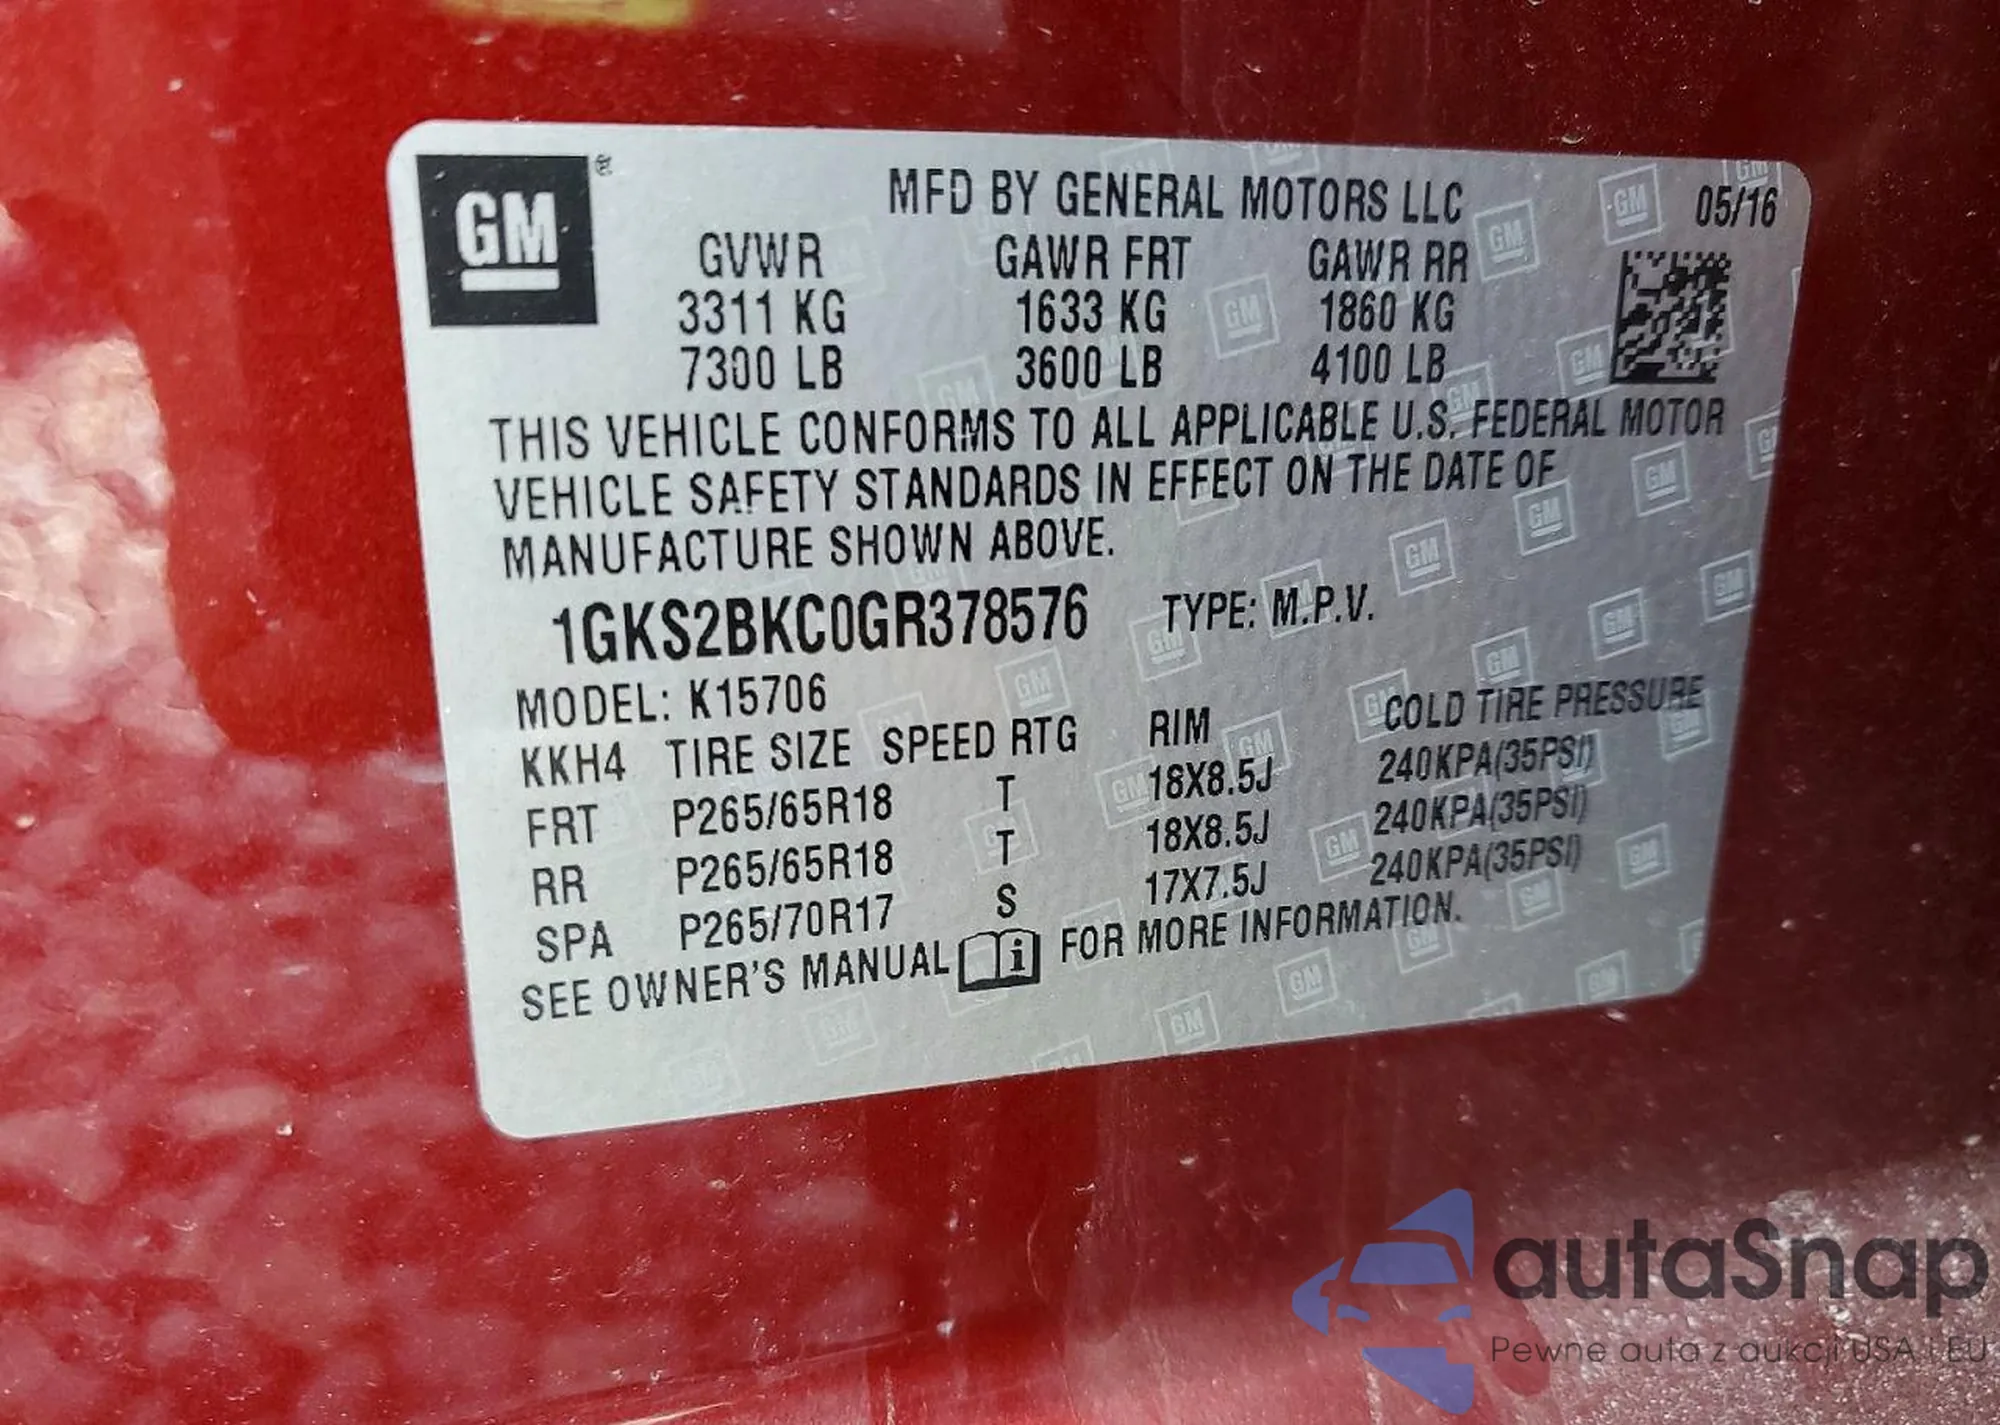 GM ®
MFD BY GENERAL MOTORS LLC 05/16
GVWR GAWR FRT GAWR RR
3311 KG 1633 KG 1860 KG
7300 LB 3600 LB 4100 LB
THIS VEHICLE CONFORMS TO ALL APPLICABLE U.S. FEDERAL MOTOR
VEHICLE SAFETY STANDARDS IN EFFECT ON THE DATE OF
MANUFACTURE SHOWN ABOVE.
1GKS2BKC0GR378576 TYPE: M.P.V.
MODEL: K15706
KKH4 TIRE SIZE SPEED RTG RIM COLD TIRE PRESSURE
FRT P265/65R18 T 18X8.5J 240KPA(35PSI)
RR P265/65R18 T 18X8.5J 240KPA(35PSI)
SPA P265/70R17 S 17X7.5J 240KPA(35PSI)
SEE OWNER'S MANUAL i FOR MORE INFORMATION.
autaSnap
Pewne auta z aukcji USA i EU